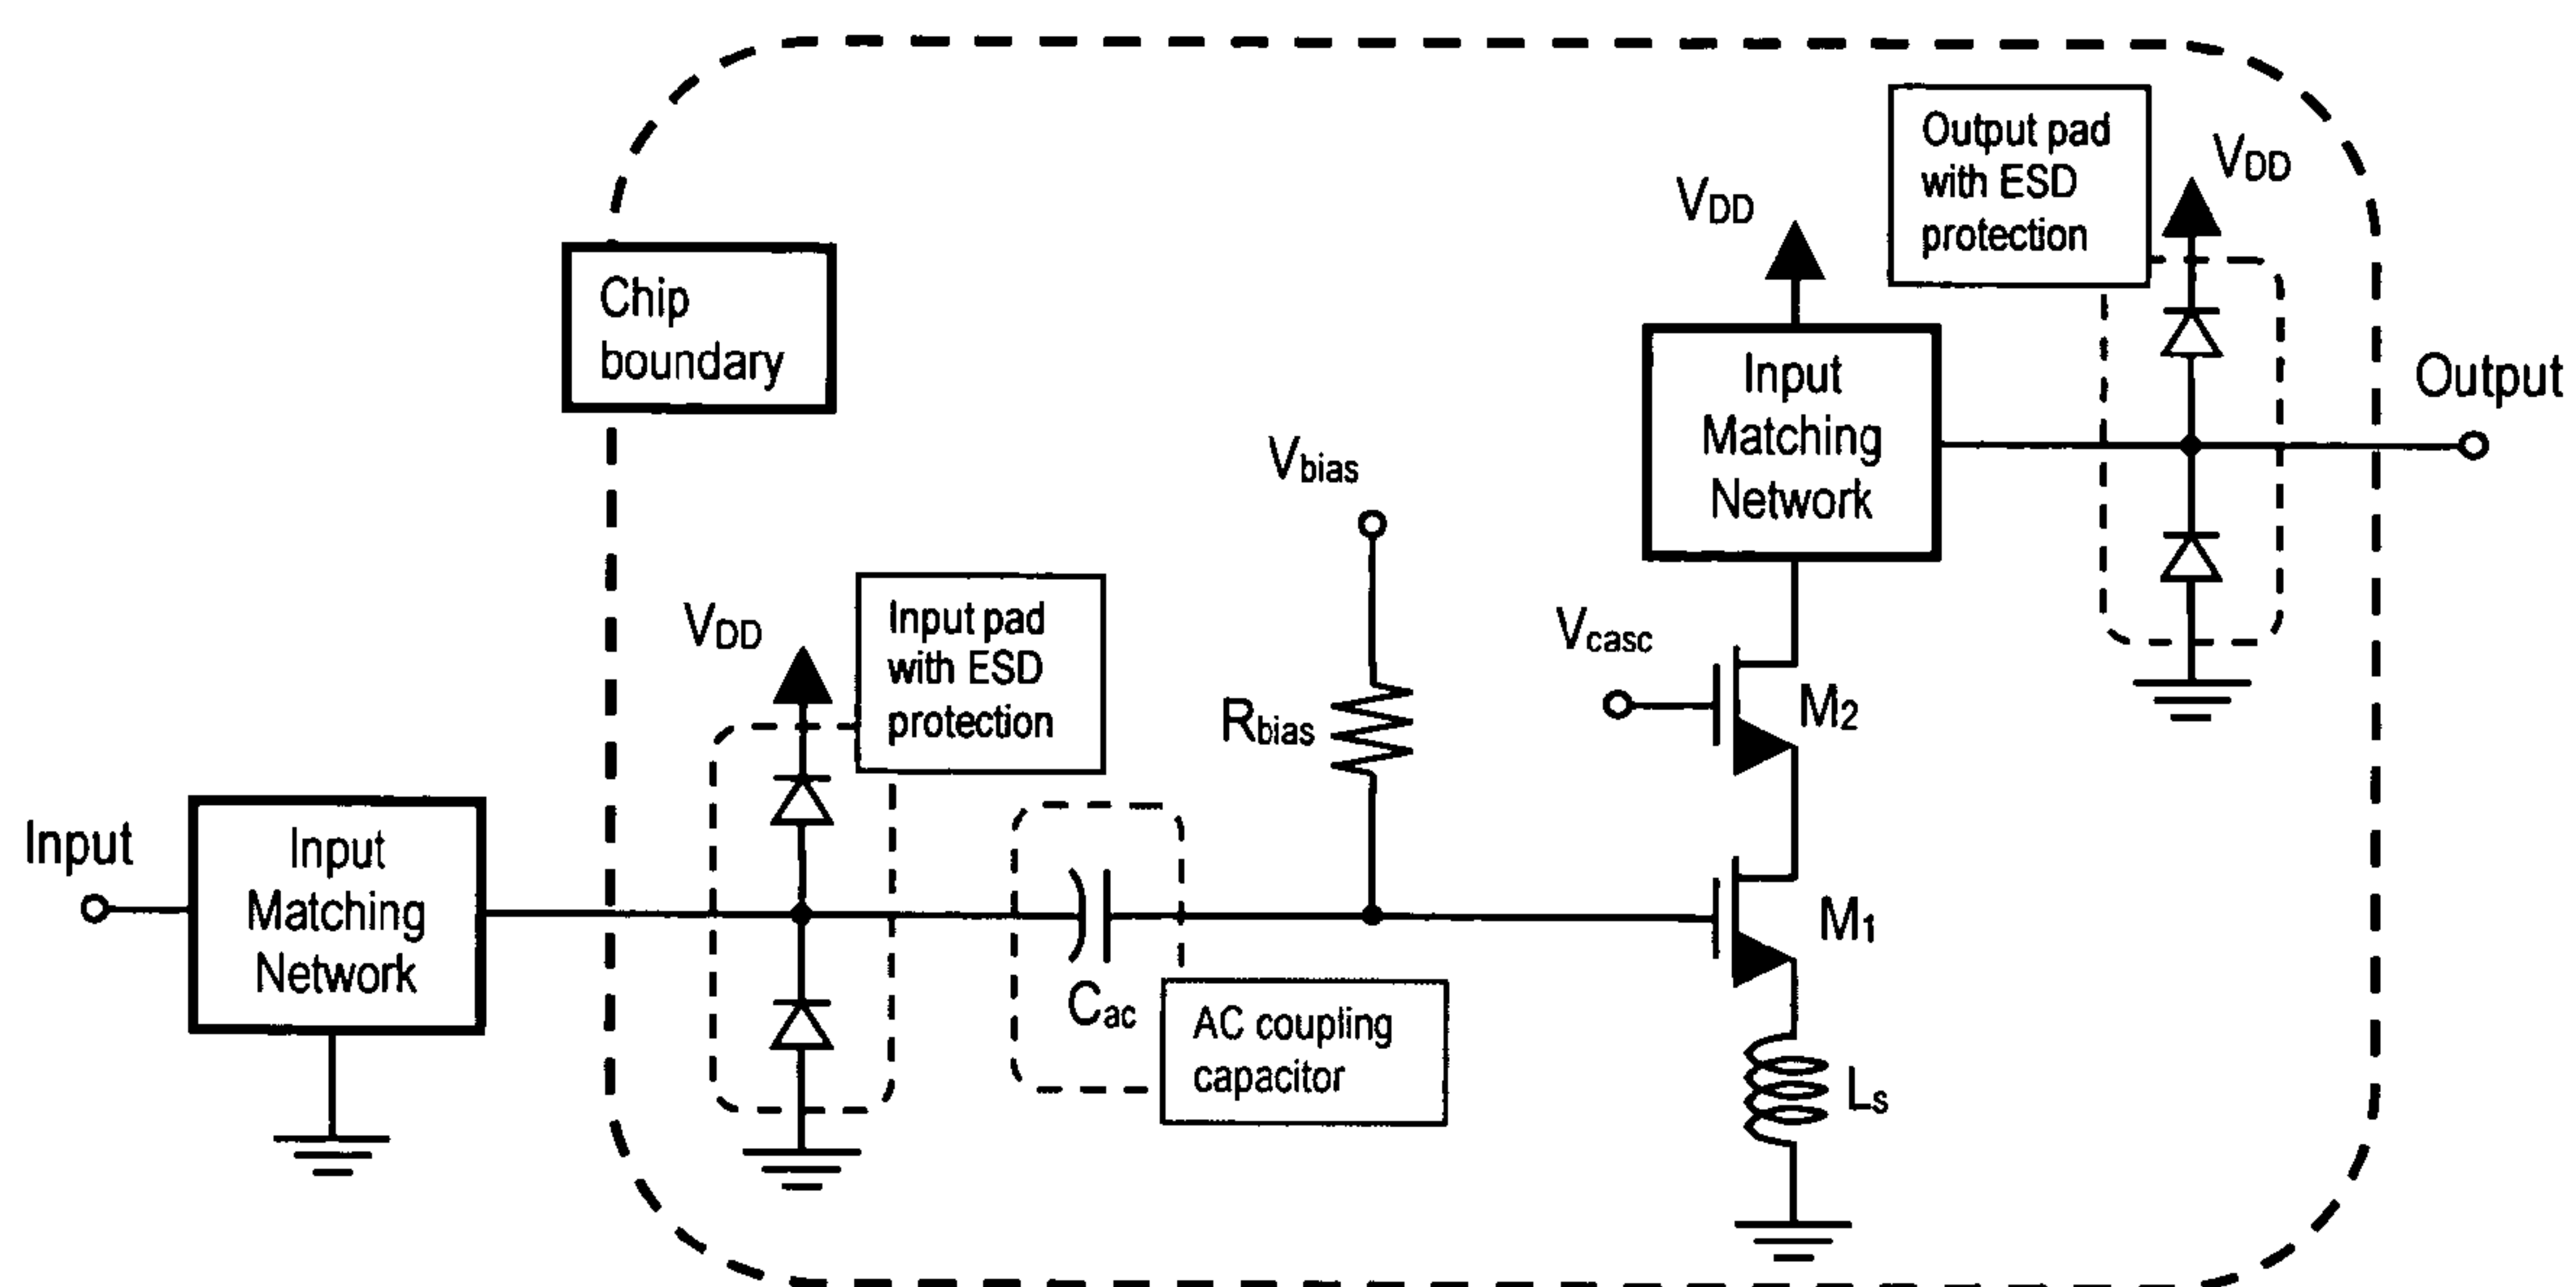 Output pad
with ESD
protection
VDD
VDD
Chip
boundary
Input
Matching
Network
Output
Vbias
Input pad
with ESD
protection
VDD
Vcasc
Rbias
M2
Input
Input
Matching
Network
M1
Cac
AC coupling
capacitor
Ls